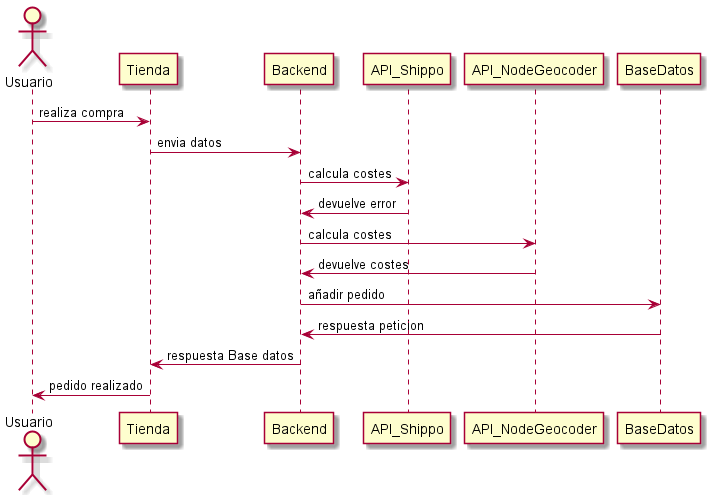 Usuario
Tienda
Backend
API_Shippo
API_NodeGeocoder
BaseDatos
realiza compra
envia datos
calcula costes
devuelve error
calcula costes
devuelve costes
añadir pedido
respuesta peticion
respuesta Base datos
pedido realizado
Usuario
Tienda
Backend
API_Shippo
API_NodeGeocoder
BaseDatos